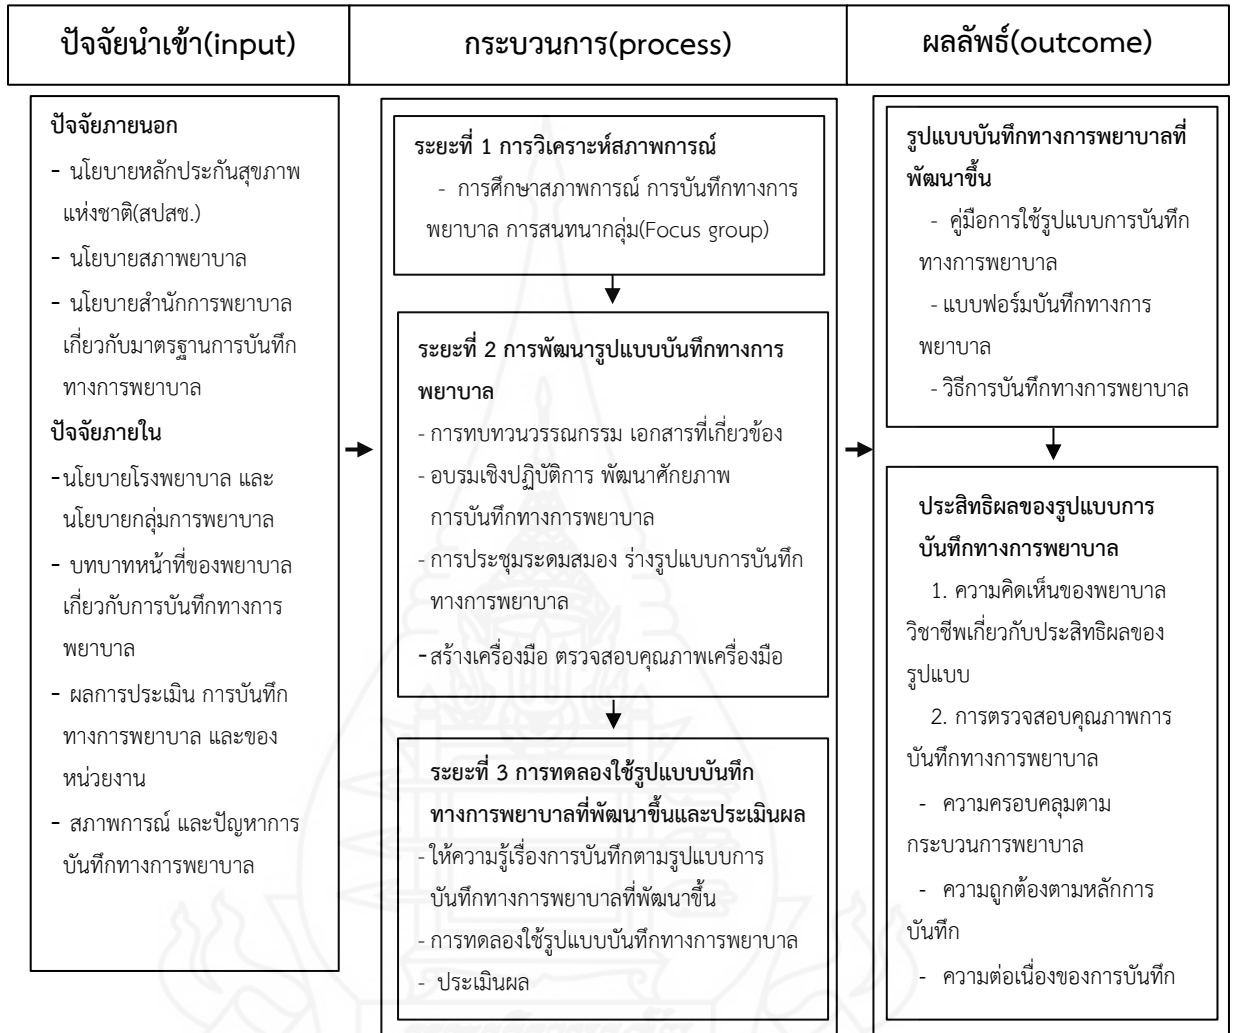 ปัจจัยนำเข้า(input)
กระบวนการ(process)
ผลลัพธ์(outcome)
ปัจจัยภายนอก
- นโยบายหลักประกันสุขภาพ
แห่งชาติ(สปสช.)
- นโยบายสภาพยาบาล
- นโยบายสำนักการพยาบาล
เกี่ยวกับมาตรฐานการบันทึก
ทางการพยาบาล
ปัจจัยภายใน
-นโยบายโรงพยาบาล และ
นโยบายกลุ่มการพยาบาล
- บทบาทหน้าที่ของพยาบาล
เกี่ยวกับการบันทึกทางการ
พยาบาล
- ผลการประเมิน การบันทึก
ทางการพยาบาล และของ
หน่วยงาน
- สภาพการณ์ และปัญหาการ
บันทึกทางการพยาบาล
ระยะที่ 1 การวิเคราะห์สภาพการณ์
- การศึกษาสภาพการณ์ การบันทึกทางการ
พยาบาล การสนทนากลุ่ม(Focus group)
ระยะที่ 2 การพัฒนารูปแบบบันทึกทางการ
พยาบาล
- การทบทวนวรรณกรรม เอกสารที่เกี่ยวข้อง
- อบรมเชิงปฏิบัติการ พัฒนาศักยภาพ
การบันทึกทางการพยาบาล
- การประชุมระดมสมอง ร่างรูปแบบการบันทึก
ทางการพยาบาล
-สร้างเครื่องมือ ตรวจสอบคุณภาพเครื่องมือ
ระยะที่ 3 การทดลองใช้รูปแบบบันทึก
ทางการพยาบาลที่พัฒนาขึ้นและประเมินผล
- ให้ความรู้เรื่องการบันทึกตามรูปแบบการ
บันทึกทางการพยาบาลที่พัฒนาขึ้น
- การทดลองใช้รูปแบบบันทึกทางการพยาบาล
- ประเมินผล
รูปแบบบันทึกทางการพยาบาลที่
พัฒนาขึ้น
- คู่มือการใช้รูปแบบการบันทึก
ทางการพยาบาล
- แบบฟอร์มบันทึกทางการ
พยาบาล
- วิธีการบันทึกทางการพยาบาล
ประสิทธิผลของรูปแบบการ
บันทึกทางการพยาบาล
1. ความคิดเห็นของพยาบาล
วิชาชีพเกี่ยวกับประสิทธิผลของ
รูปแบบ
2. การตรวจสอบคุณภาพการ
บันทึกทางการพยาบาล
- ความครอบคลุมตาม
กระบวนการพยาบาล
- ความถูกต้องตามหลักการ
บันทึก
- ความต่อเนื่องของการบันทึก